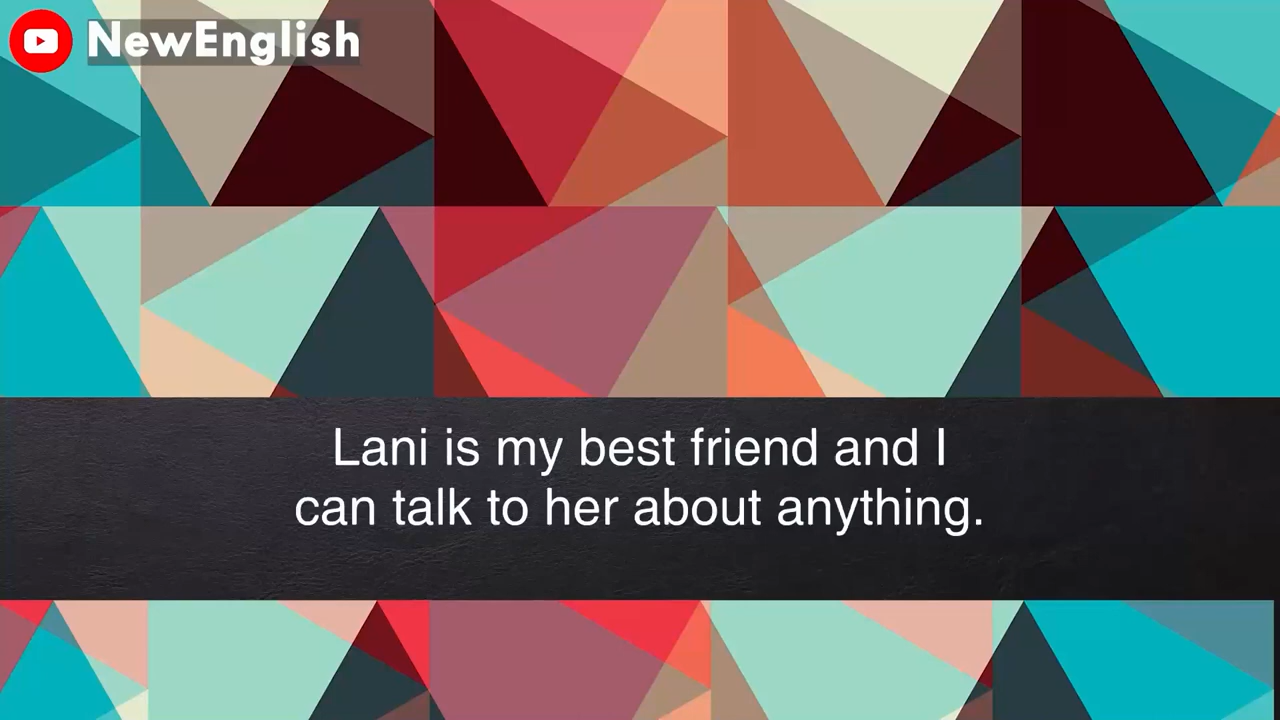 NewEnglish
Lani is my best friend and I
can talk to her about anything.